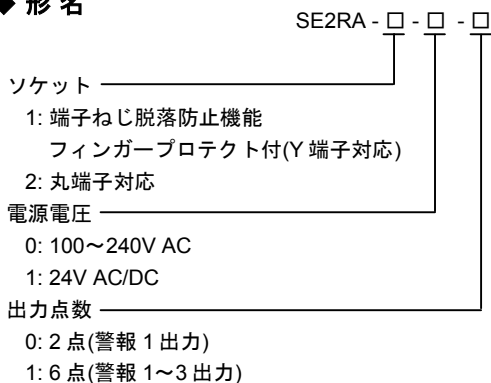 ◆ 形 名
SE2RA - □ - □ - □
ソケット
1: 端子ねじ脱落防止機能
フィンガープロテクト付(Y 端子対応)
2: 丸端子対応
電源電圧
0: 100～240V AC
1: 24V AC/DC
出力点数
0: 2 点(警報 1 出力)
1: 6 点(警報 1～3 出力)